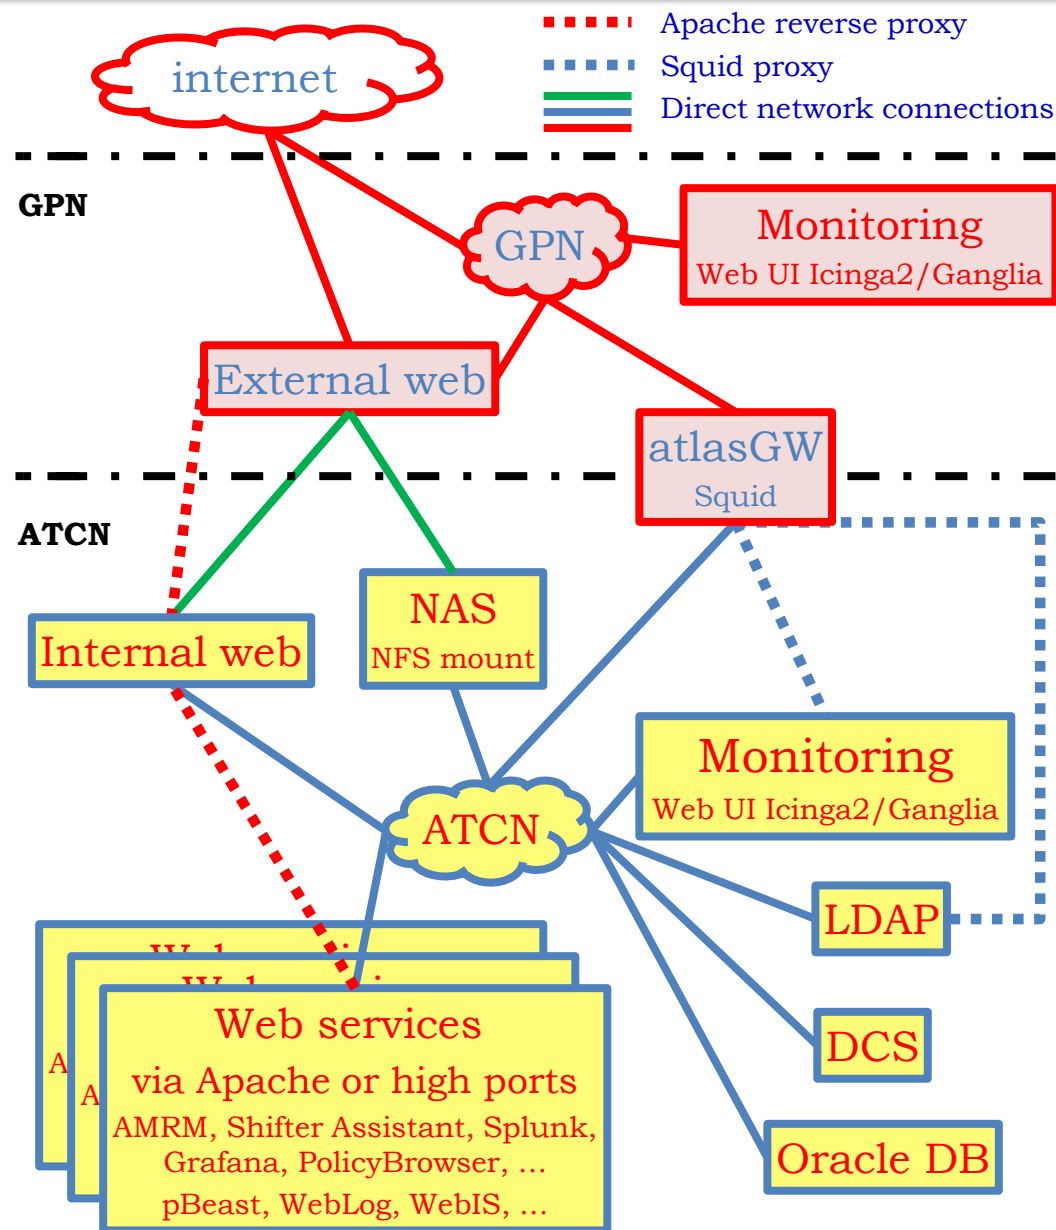 Apache reverse proxy
Squid proxy
Direct network connections
internet
GPN
GPN
Monitoring
Web UI Icinga2/Ganglia
External web
atlasGW
Squid
ATCN
NAS
NFS mount
Internal web
Monitoring
Web UI Icinga2/Ganglia
ATCN
LDAP
DCS
Oracle DB
A
A
Web services
via Apache or high ports
AMRM, Shifter Assistant, Splunk,
Grafana, PolicyBrowser, ...
pBeast, WebLog, WebIS, ...